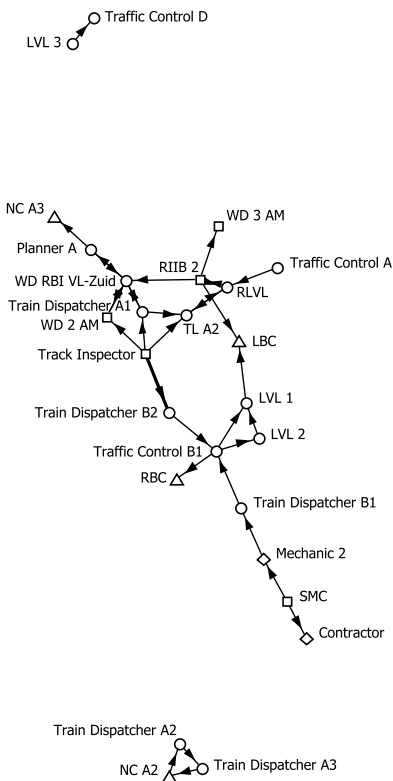 Traffic Control D
LVL 3
NC A3
WD 3 AM
Planner A
RIIB 2
Traffic Control A
WD RBI VL-Zuid
RLVL
Train Dispatcher A1
WD 2 AM
TL A2
LBC
Track Inspector
LVL 1
Train Dispatcher B2
LVL 2
Traffic Control B1
RBC
Train Dispatcher B1
Mechanic 2
SMC
Contractor
Train Dispatcher A2
Train Dispatcher A3
NC A2